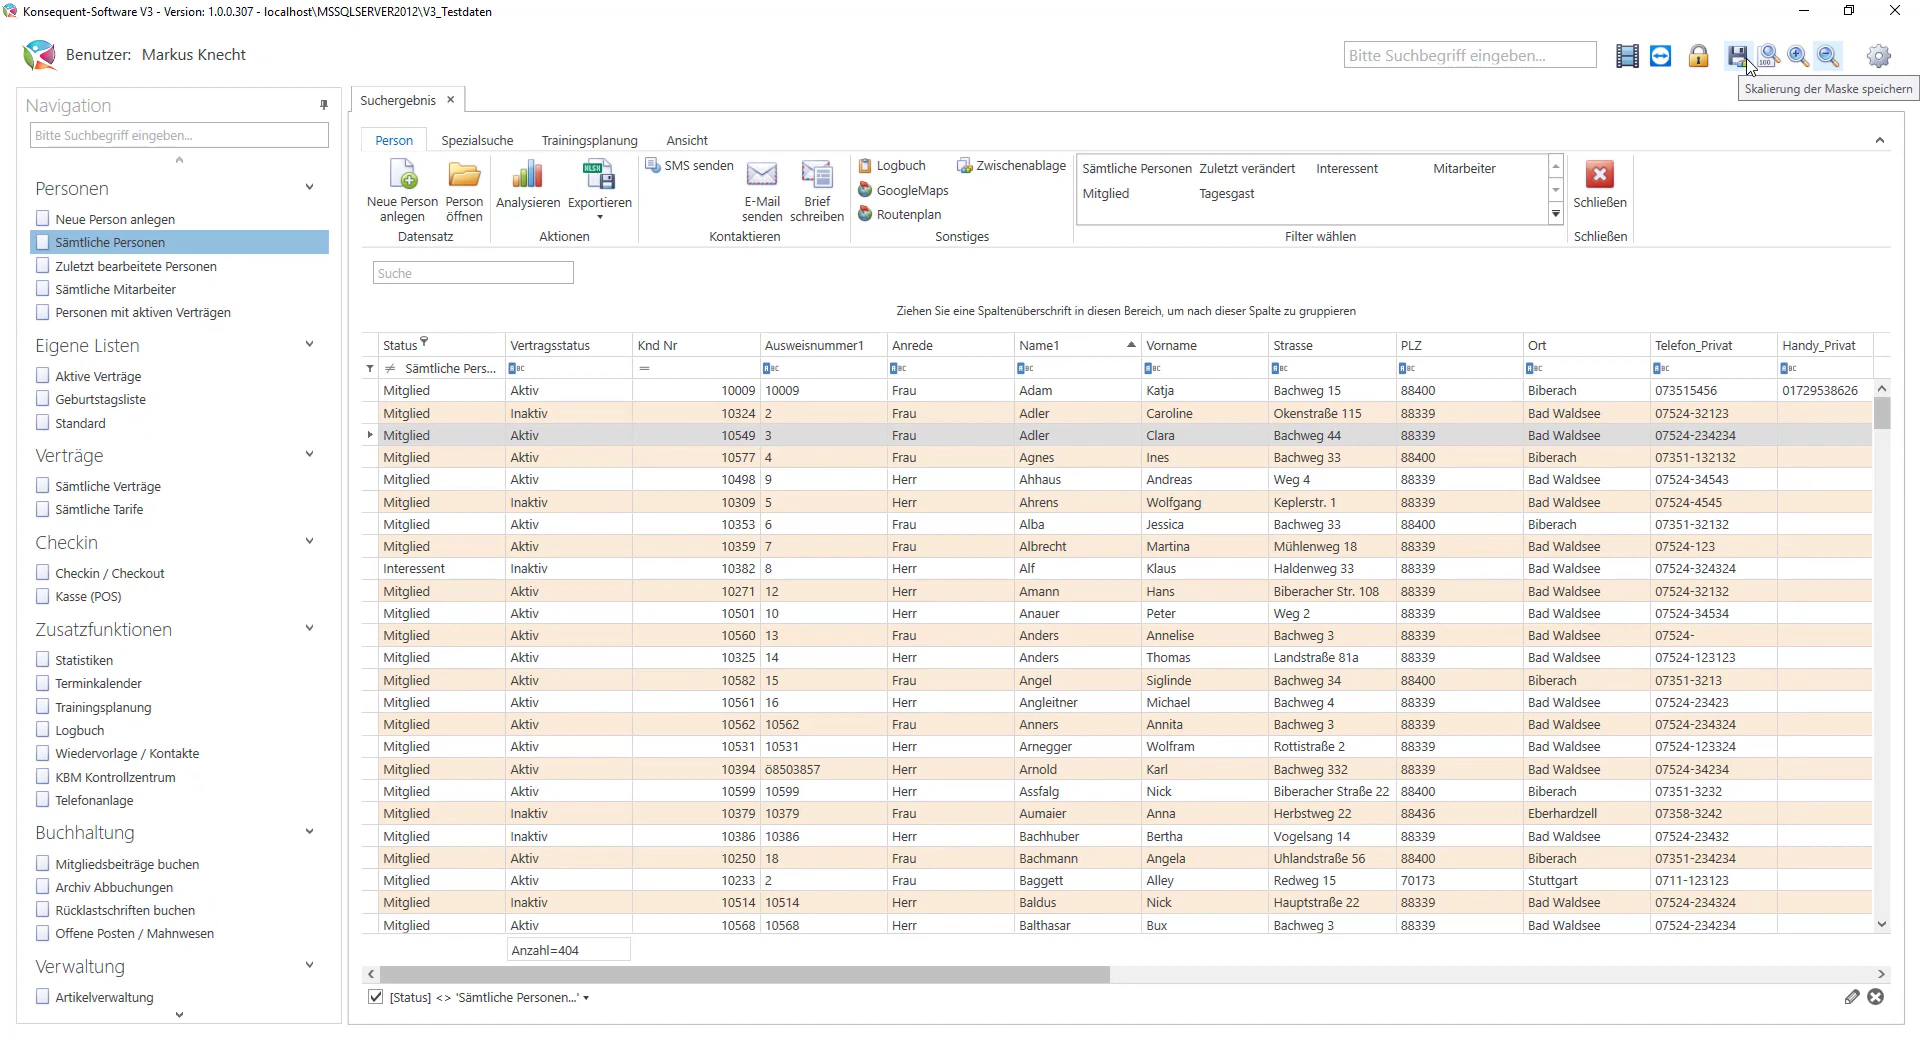 Konsequent-Software V3 - Version: 1.0.0.307 - localhost\MSSQLSERVER2012\V3_Testdaten
Benutzer: Markus Knecht
Bitte Suchbegriff eingeben...
100
Skalierung der Maske speichern
Navigation
Bitte Suchbegriff eingeben...
Personen
Neue Person anlegen
Sämtliche Personen
Zuletzt bearbeitete Personen
Sämtliche Mitarbeiter
Personen mit aktiven Verträgen
Eigene Listen
Aktive Verträge
Geburtstagsliste
Standard
Verträge
Sämtliche Verträge
Sämtliche Tarife
Checkin
Checkin / Checkout
Kasse (POS)
Zusatzfunktionen
Statistiken
Terminkalender
Trainingsplanung
Logbuch
Wiedervorlage / Kontakte
KBM Kontrollzentrum
Telefonanlage
Buchhaltung
Mitgliedsbeiträge buchen
Archiv Abbuchungen
Rücklastschriften buchen
Offene Posten / Mahnwesen
Verwaltung
Artikelverwaltung
Suchergebnis
Person Spezialsuche Trainingsplanung Ansicht
Neue Person anlegen
Person öffnen
Datensatz
Analysieren
XLSX
Exportieren
Aktionen
SMS senden
E-Mail senden
Brief schreiben
Kontaktieren
Logbuch
GoogleMaps
Routenplan
Zwischenablage
Sonstiges
Sämtliche Personen Zuletzt verändert Interessent Mitarbeiter
Mitglied Tagesgast
Filter wählen
Schließen
Schließen
Suche
Ziehen Sie eine Spaltenüberschrift in diesen Bereich, um nach dieser Spalte zu gruppieren
Status Vertragsstatus Knd Nr Ausweisnummer1 Anrede Name1 Vorname Strasse PLZ Ort Telefon_Privat Handy_Privat
≠ Sämtliche Pers... ABC = ABC ABC ABC ABC ABC ABC ABC ABC ABC
Mitglied Aktiv 10009 10009 Frau Adam Katja Bachweg 15 88400 Biberach 073515456 01729538626
Mitglied Inaktiv 10324 2 Frau Adler Caroline Okenstraße 115 88339 Bad Waldsee 07524-32123
Mitglied Aktiv 10549 3 Frau Adler Clara Bachweg 44 88339 Bad Waldsee 07524-234234
Mitglied Aktiv 10577 4 Frau Agnes Ines Bachweg 33 88400 Biberach 07351-132132
Mitglied Aktiv 10498 9 Herr Ahhaus Andreas Weg 4 88339 Bad Waldsee 07524-34543
Mitglied Inaktiv 10309 5 Herr Ahrens Wolfgang Keplerstr. 1 88339 Bad Waldsee 07524-4545
Mitglied Aktiv 10353 6 Frau Alba Jessica Bachweg 33 88400 Biberach 07351-32132
Mitglied Aktiv 10359 7 Frau Albrecht Martina Mühlenweg 18 88339 Bad Waldsee 07524-123
Interessent Inaktiv 10382 8 Herr Alf Klaus Haldenweg 33 88339 Bad Waldsee 07524-324324
Mitglied Aktiv 10271 12 Herr Amann Hans Biberacher Str. 108 88339 Bad Waldsee 07524-32132
Mitglied Aktiv 10501 10 Herr Anauer Peter Weg 2 88339 Bad Waldsee 07524-34534
Mitglied Aktiv 10560 13 Frau Anders Annelise Bachweg 3 88339 Bad Waldsee 07524-
Mitglied Aktiv 10325 14 Herr Anders Thomas Landstraße 81a 88339 Bad Waldsee 07524-123123
Mitglied Aktiv 10582 15 Frau Angel Siglinde Bachweg 34 88400 Biberach 07351-3213
Mitglied Aktiv 10561 16 Herr Angleitner Michael Bachweg 4 88339 Bad Waldsee 07524-23423
Mitglied Aktiv 10562 10562 Frau Anners Annita Bachweg 3 88339 Bad Waldsee 07524-234324
Mitglied Aktiv 10531 10531 Herr Arnegger Wolfram Rottistraße 2 88339 Bad Waldsee 07524-123324
Mitglied Aktiv 10394 ö8503857 Herr Arnold Karl Bachweg 332 88339 Bad Waldsee 07524-34234
Mitglied Aktiv 10599 10599 Herr Assfalg Nick Biberacher Straße 22 88400 Biberach 07351-3232
Mitglied Inaktiv 10379 10379 Frau Aumaier Anna Herbstweg 22 88436 Eberhardzell 07358-3242
Mitglied Inaktiv 10386 10386 Herr Bachhuber Bertha Vogelsang 14 88339 Bad Waldsee 07524-23432
Mitglied Aktiv 10250 18 Frau Bachmann Angela Uhlandstraße 56 88400 Biberach 07351-234234
Mitglied Aktiv 10233 2 Frau Baggett Alley Redweg 15 70173 Stuttgart 0711-123123
Mitglied Inaktiv 10514 10514 Herr Baldus Nick Hauptstraße 22 88339 Bad Waldsee 07524-234324
Mitglied Aktiv 10568 10568 Herr Balthasar Bux Bachweg 3 88339 Bad Waldsee 07524-234234
Anzahl=404
[Status] <> 'Sämtliche Personen...'